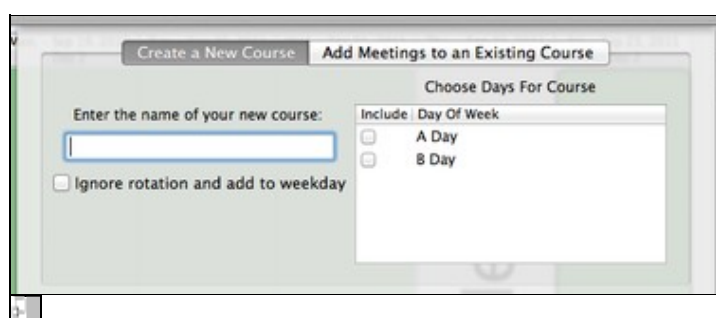 Create a New Course
Add Meetings to an Existing Course
Choose Days For Course
Enter the name of your new course:
Include Day Of Week
A Day
B Day
Ignore rotation and add to weekday